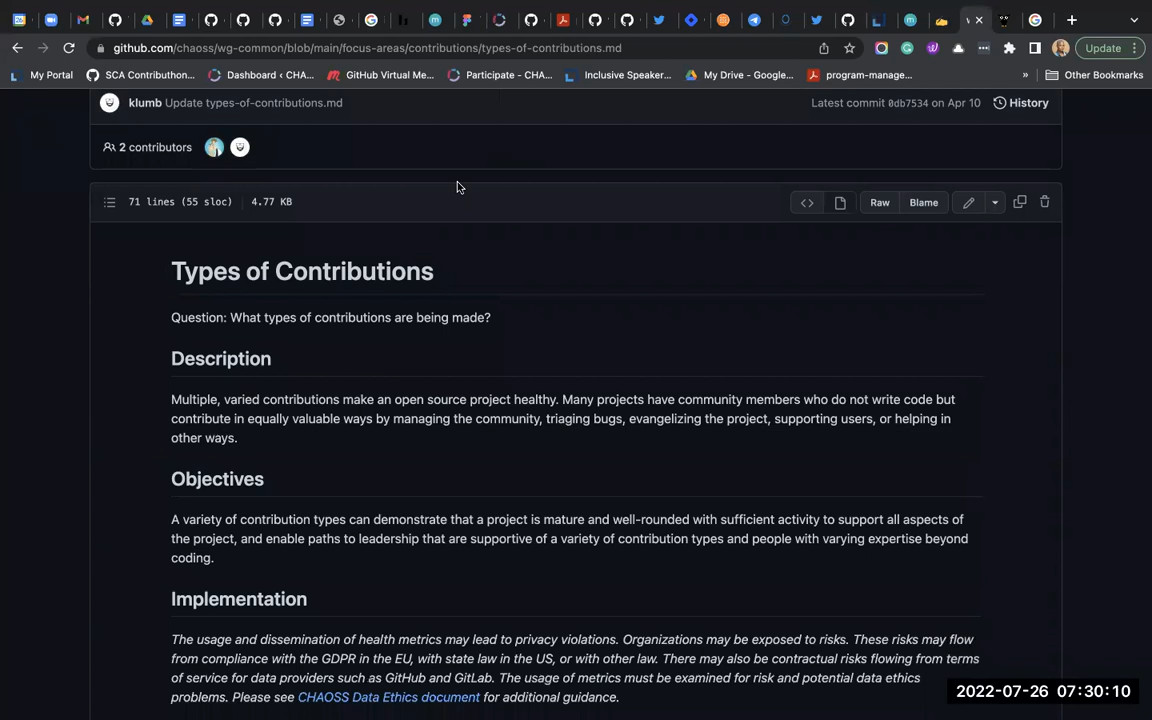 github.com/chaoss/wg-common/blob/main/focus-areas/contributions/types-of-contributions.md
Update
My Portal
SCA Contributhon...
Dashboard ‹ CHA...
GitHub Virtual Me...
Participate - CHA...
Inclusive Speaker...
My Drive - Google...
program-manage...
»
Other Bookmarks
klumb Update types-of-contributions.md
Latest commit 0db7534 on Apr 10
History
2 contributors
71 lines (55 sloc)
4.77 KB
<>
Raw
Blame
Types of Contributions
Question: What types of contributions are being made?
Description
Multiple, varied contributions make an open source project healthy. Many projects have community members who do not write code but
contribute in equally valuable ways by managing the community, triaging bugs, evangelizing the project, supporting users, or helping in
other ways.
Objectives
A variety of contribution types can demonstrate that a project is mature and well-rounded with sufficient activity to support all aspects of
the project, and enable paths to leadership that are supportive of a variety of contribution types and people with varying expertise beyond
coding.
Implementation
The usage and dissemination of health metrics may lead to privacy violations. Organizations may be exposed to risks. These risks may flow
from compliance with the GDPR in the EU, with state law in the US, or with other law. There may also be contractual risks flowing from terms
of service for data providers such as GitHub and GitLab. The usage of metrics must be examined for risk and potential data ethics
problems. Please see CHAOSS Data Ethics document for additional guidance.
2022-07-26 07:30:10